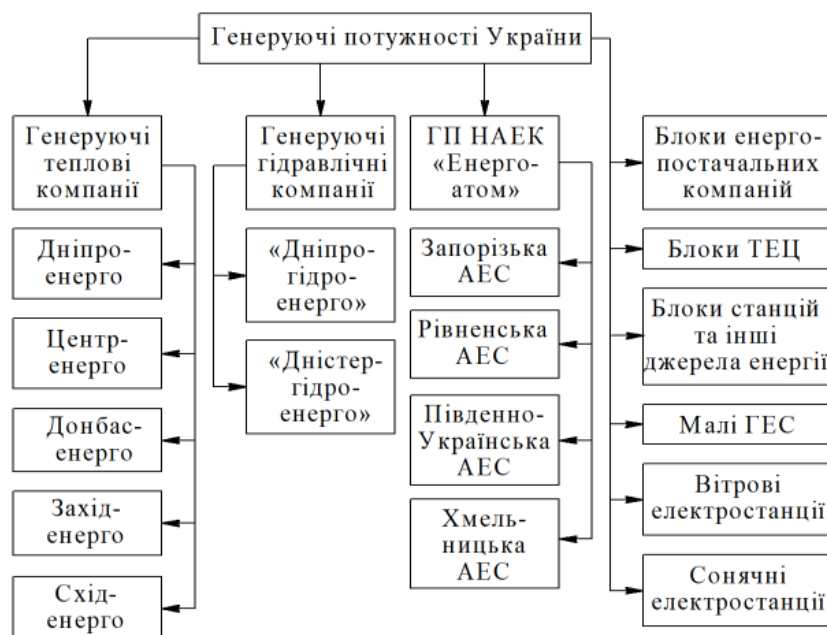 Генеруючі потужності України
Генеруючі
теплові
компанії
Дніпро-
енерго
Центр-
енерго
Донбас-
енерго
Захід-
енерго
Схід-
енерго
Генеруючі
гідравлічні
компанії
«Дніпро-
гідро-
енерго»
«Дністер-
гідро-
енерго»
ГП НАЕК
«Енерго-
атом»
Запорізька
АЕС
Рівненська
АЕС
Південно-
Українська
АЕС
Хмель-
ницька
АЕС
Блоки енерго-
постачальних
компаній
Блоки ТЕЦ
Блоки станцій
та інші
джерела енергії
Малі ГЕС
Вітрові
електростанції
Сонячні
електростанції